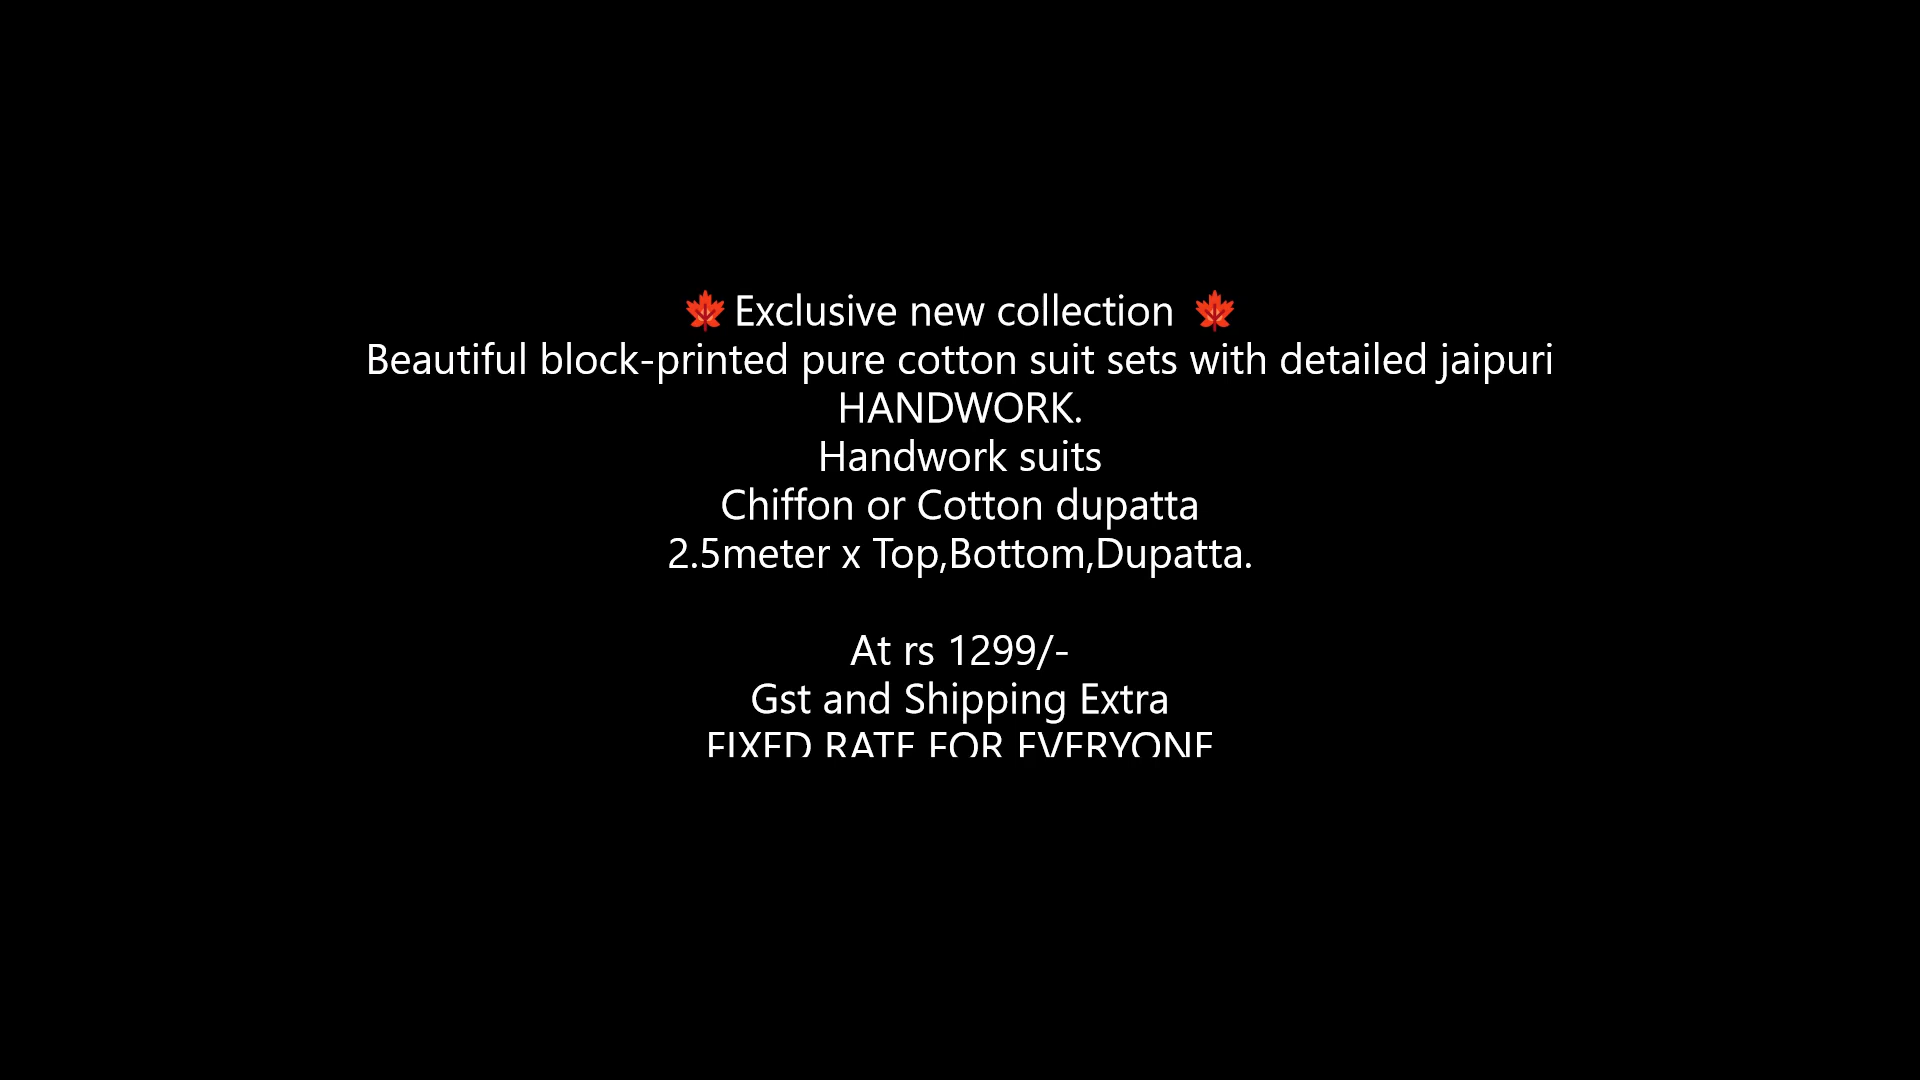 🍁Exclusive new collection 🍁
Beautiful block-printed pure cotton suit sets with detailed jaipuri
HANDWORK.
Handwork suits
Chiffon or Cotton dupatta
2.5meter x Top,Bottom,Dupatta.
At rs 1299/-
Gst and Shipping Extra
FIXED RATE FOR EVERYONE